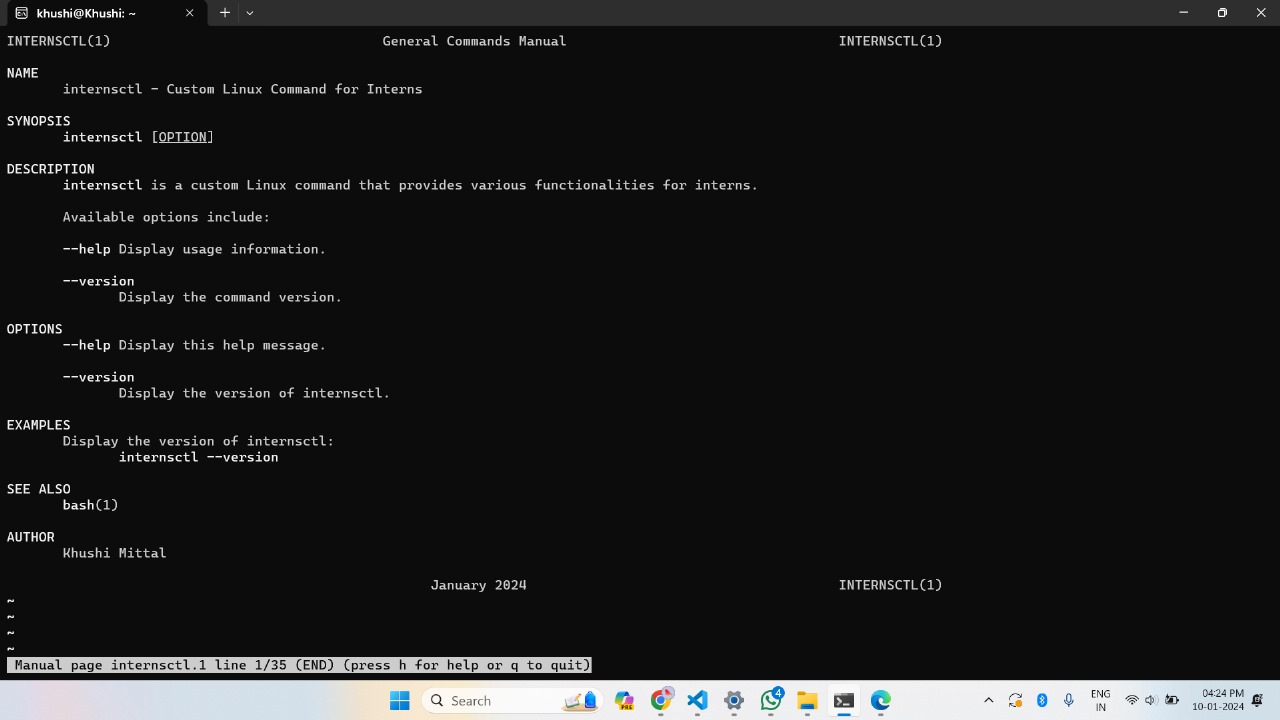 khushi@Khushi: ~
INTERNSCTL(1) General Commands Manual INTERNSCTL(1)
NAME
internsctl - Custom Linux Command for Interns
SYNOPSIS
internsctl [OPTION]
DESCRIPTION
internsctl is a custom Linux command that provides various functionalities for interns.
Available options include:
--help Display usage information.
--version
Display the command version.
OPTIONS
--help Display this help message.
--version
Display the version of internsctl.
EXAMPLES
Display the version of internsctl:
internsctl --version
SEE ALSO
bash(1)
AUTHOR
Khushi Mittal
January 2024 INTERNSCTL(1)
~
~
~
~
Manual page internsctl.1 line 1/35 (END) (press h for help or q to quit)
Search
PRE
4
ENG
IN
04:24 PM
10-01-2024